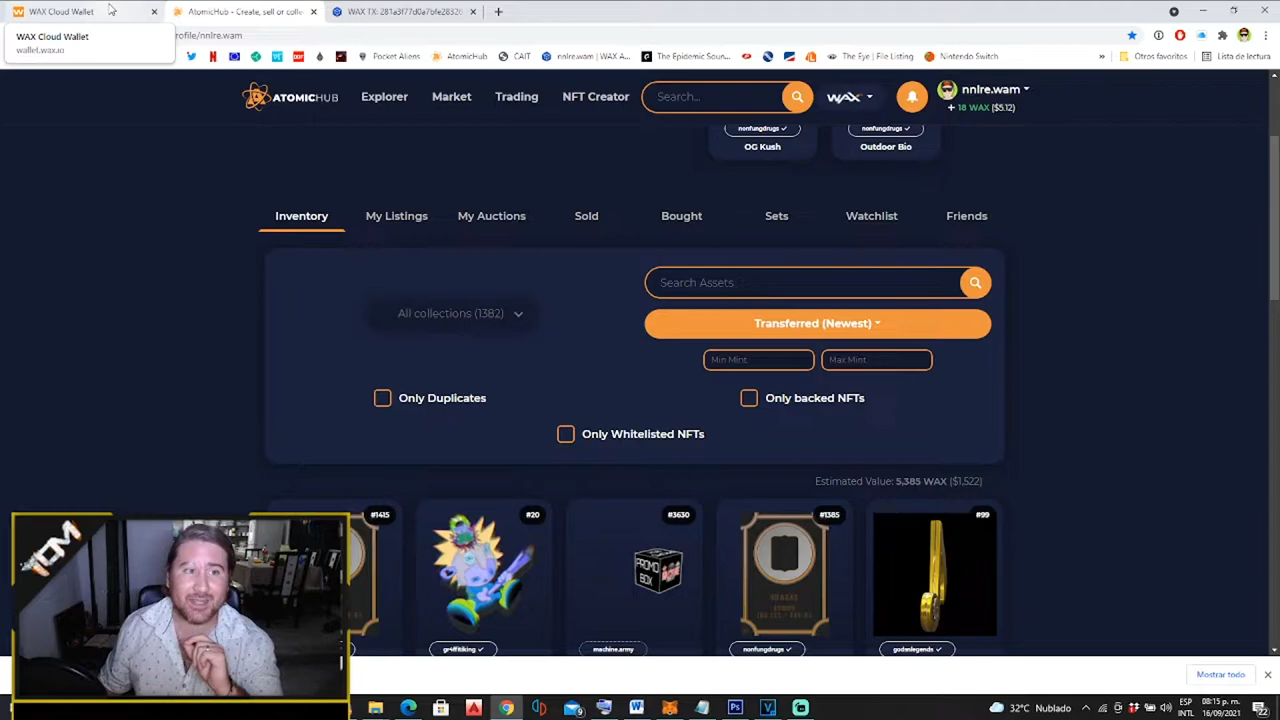 WAX Cloud Wallet
AtomicHub - Create, sell or colle
WAX TX: 281a3f77d0a7bfe28320
WAX Cloud Wallet
wallet.wax.io
rofile/nnlre.wam
Pocket Aliens
AtomicHub
CAIT
nnlre.wam | WAX A...
The Epidemic Soun...
The Eye | File Listing
Nintendo Switch
Otros favoritos
Lista de lectura
ATOMICHUB
Explorer
Market
Trading
NFT Creator
Search...
WAX
nnlre.wam
+ 18 WAX ($5.12)
nonfungdrugs
nonfungdrugs
OG Kush
Outdoor Bio
Inventory
My Listings
My Auctions
Sold
Bought
Sets
Watchlist
Friends
Search Assets
All collections (1382)
Transferred (Newest)
Min Mint
Max Mint
Only Duplicates
Only backed NFTs
Only Whitelisted NFTs
Estimated Value: 5,385 WAX ($1,522)
#1415
#20
#3630
#1385
#99
PROMO
BOX
griffitiking
machine.army
nonfungdrugs
godsnlegends
Mostrar todo
32°C Nublado
ESP
INTL
08:15 p. m.
16/09/2021
22